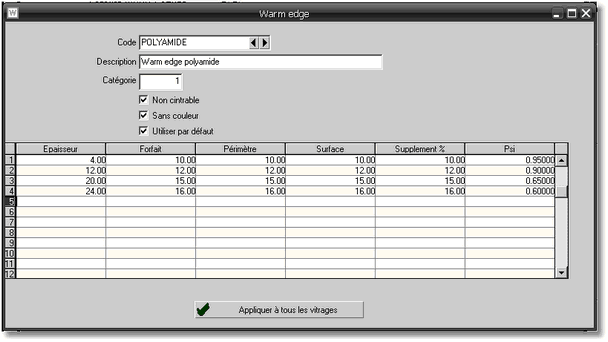 Warm edge
Code POLYAMIDE
Description Warm edge polyamide
Catégorie 1
Non cintrable
Sans couleur
Utiliser par défaut
Epaisseur Forfait Périmètre Surface Supplement % Psi
1 4.00 10.00 10.00 10.00 10.00 0.95000
2 12.00 12.00 12.00 12.00 12.00 0.90000
3 20.00 15.00 15.00 15.00 15.00 0.65000
4 24.00 16.00 16.00 16.00 16.00 0.60000
5
6
7
8
9
10
11
12
Appliquer à tous les vitrages